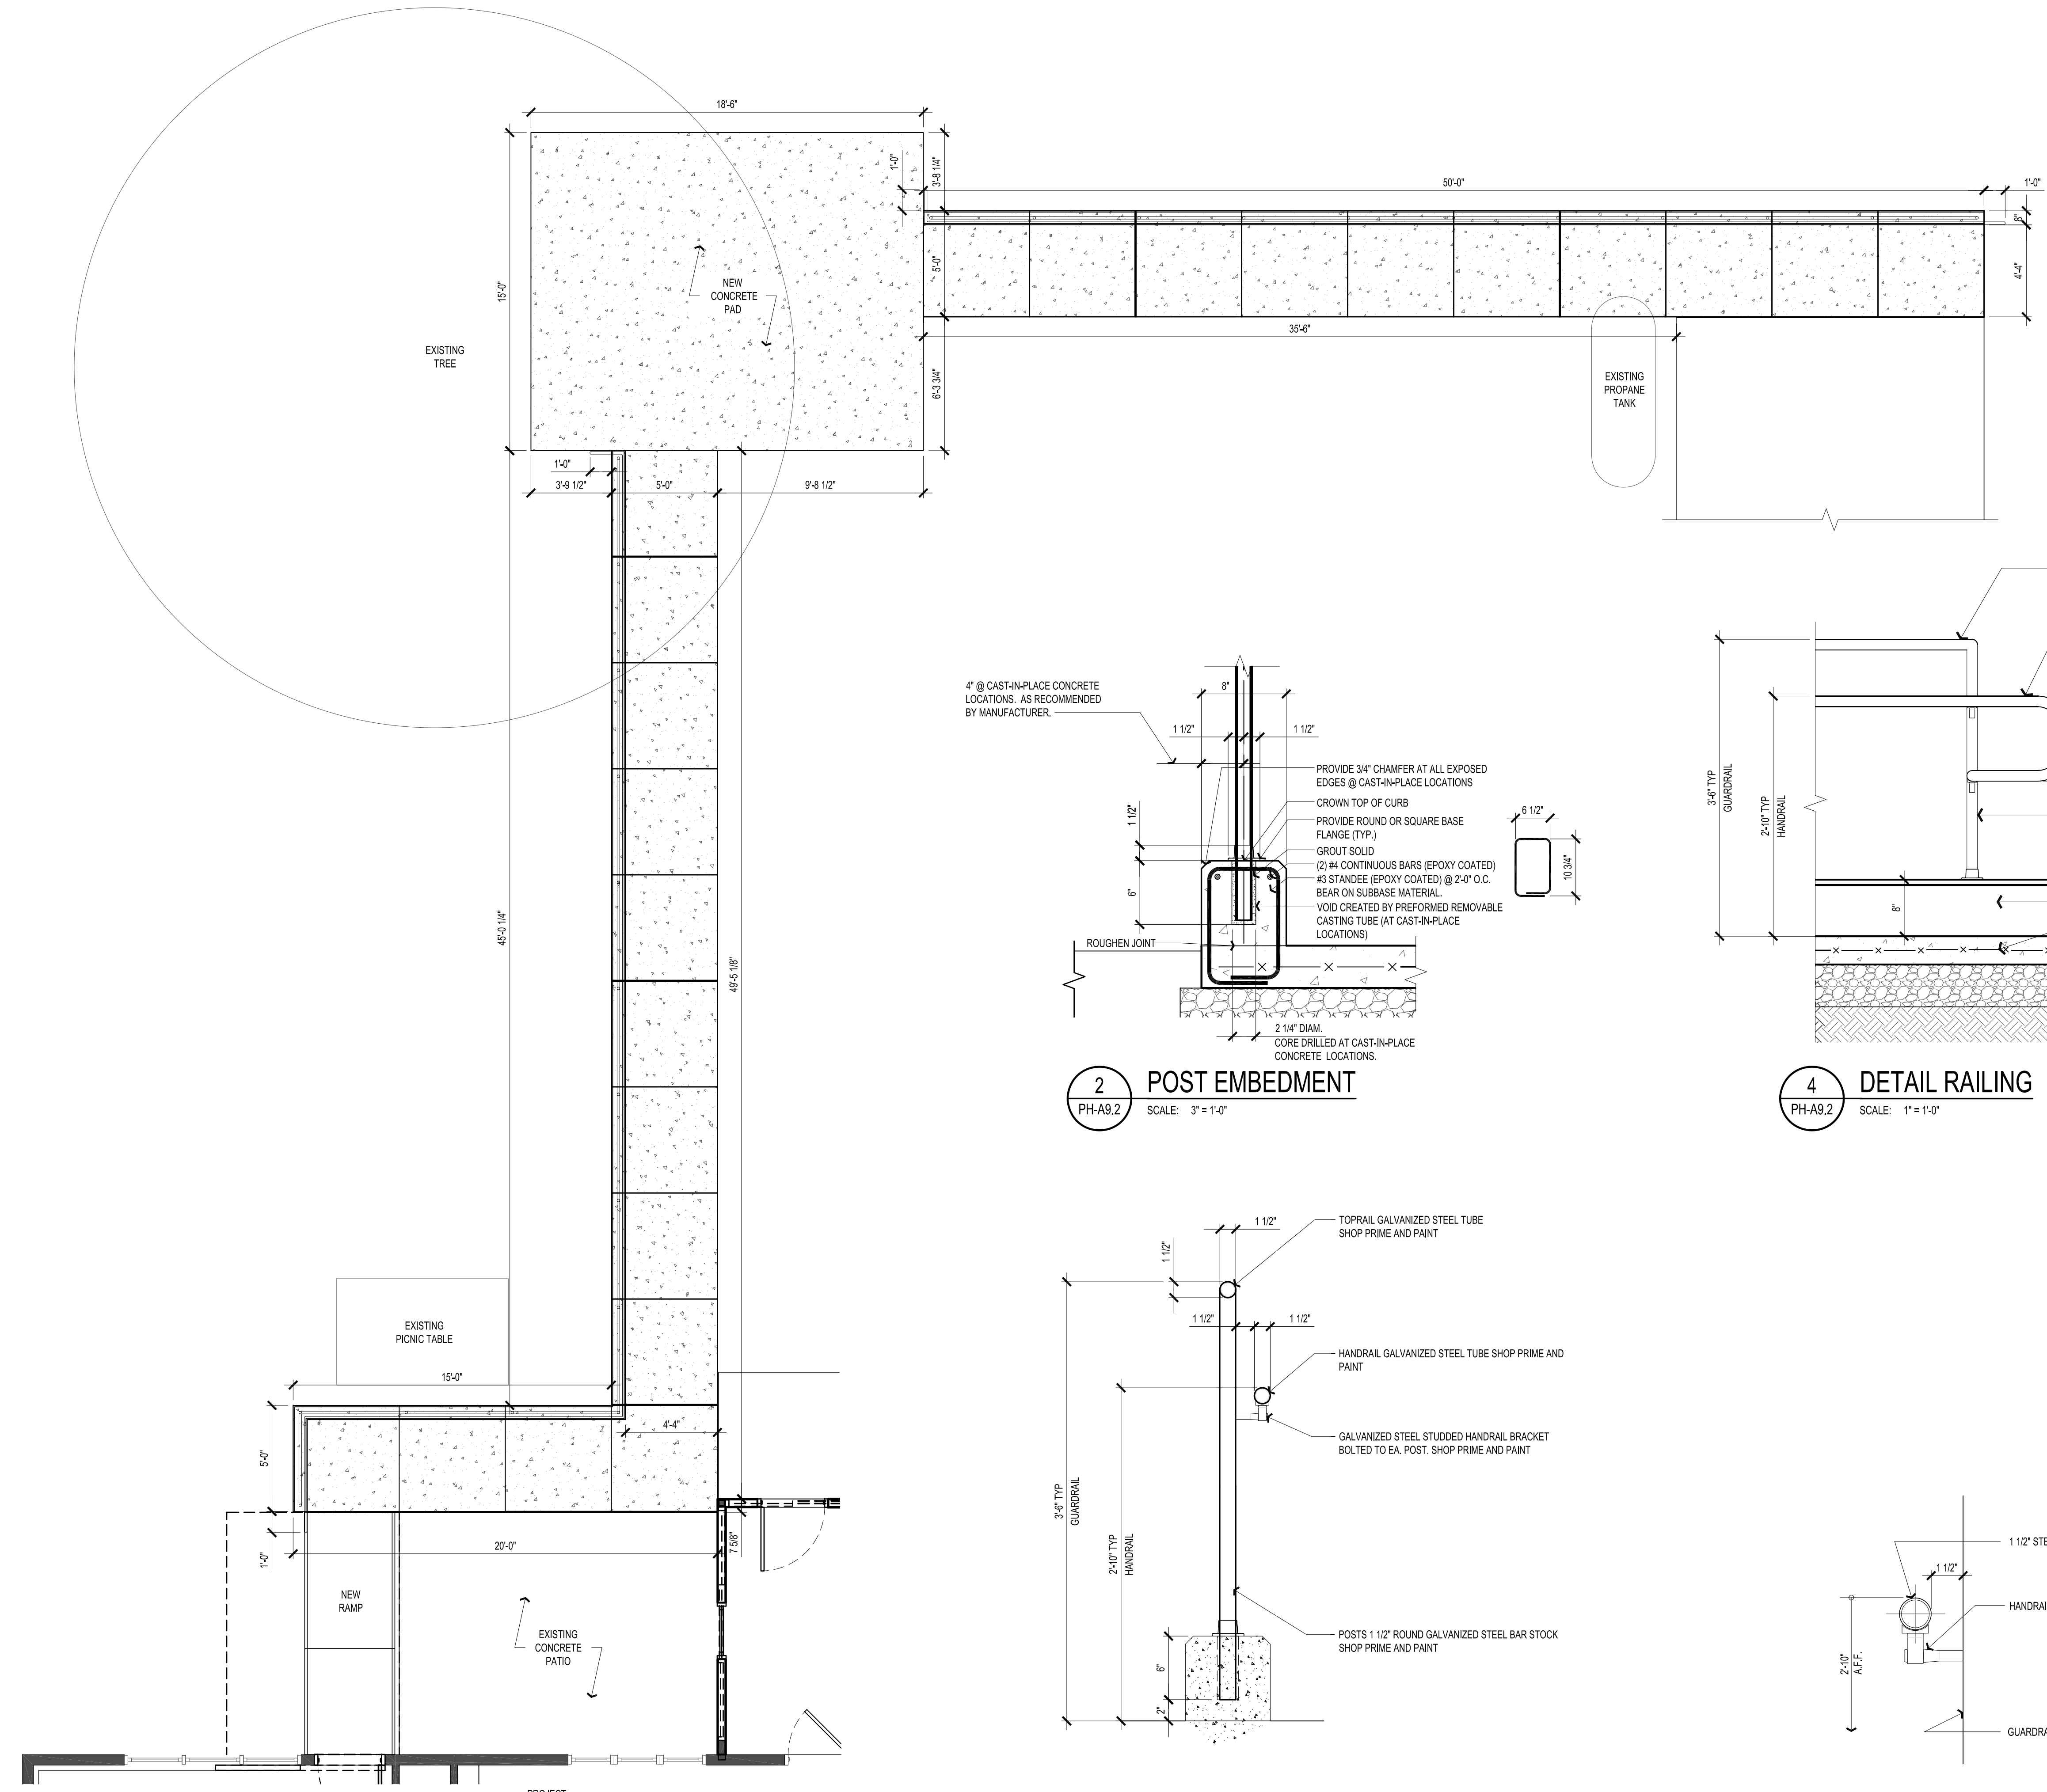 18'-6"
15'-0"
1'-0"
3'-8 1/4"
50'-0"
1'-0"
8"
4'-4"
5'-0"
NEW
CONCRETE
PAD
EXISTING
TREE
35'-6"
6'-3 3/4"
EXISTING
PROPANE
TANK
1'-0"
3'-9 1/2"
5'-0"
9'-8 1/2"
45'-0 1/4"
49'-5 1/8"
EXISTING
PICNIC TABLE
15'-0"
4'-4"
5'-0"
1'-0"
20'-0"
7 5/8"
NEW
RAMP
EXISTING
CONCRETE
PATIO
4" @ CAST-IN-PLACE CONCRETE
LOCATIONS. AS RECOMMENDED
BY MANUFACTURER.
8"
1 1/2"
1 1/2"
PROVIDE 3/4" CHAMFER AT ALL EXPOSED
EDGES @ CAST-IN-PLACE LOCATIONS
CROWN TOP OF CURB
PROVIDE ROUND OR SQUARE BASE
FLANGE (TYP.)
GROUT SOLID
(2) #4 CONTINUOUS BARS (EPOXY COATED)
#3 STANDEE (EPOXY COATED) @ 2'-0" O.C.
BEAR ON SUBBASE MATERIAL.
VOID CREATED BY PREFORMED REMOVABLE
CASTING TUBE (AT CAST-IN-PLACE
LOCATIONS)
1 1/2"
6"
ROUGHEN JOINT
6 1/2"
10 3/4"
2 1/4" DIAM.
CORE DRILLED AT CAST-IN-PLACE
CONCRETE LOCATIONS.
2
PH-A9.2
POST EMBEDMENT
SCALE: 3" = 1'-0"
3'-6" TYP
GUARDRAIL
2'-10" TYP
HANDRAIL
8"
4
PH-A9.2
DETAIL RAILING
SCALE: 1" = 1'-0"
1 1/2"
1 1/2"
TOPRAIL GALVANIZED STEEL TUBE
SHOP PRIME AND PAINT
1 1/2"
1 1/2"
HANDRAIL GALVANIZED STEEL TUBE SHOP PRIME AND
PAINT
GALVANIZED STEEL STUDDED HANDRAIL BRACKET
BOLTED TO EA. POST. SHOP PRIME AND PAINT
3'-6" TYP
GUARDRAIL
2'-10" TYP
HANDRAIL
POSTS 1 1/2" ROUND GALVANIZED STEEL BAR STOCK
SHOP PRIME AND PAINT
6"
2"
1 1/2" STE
1 1/2"
HANDRAI
2'-10"
A.F.F.
GUARDRA